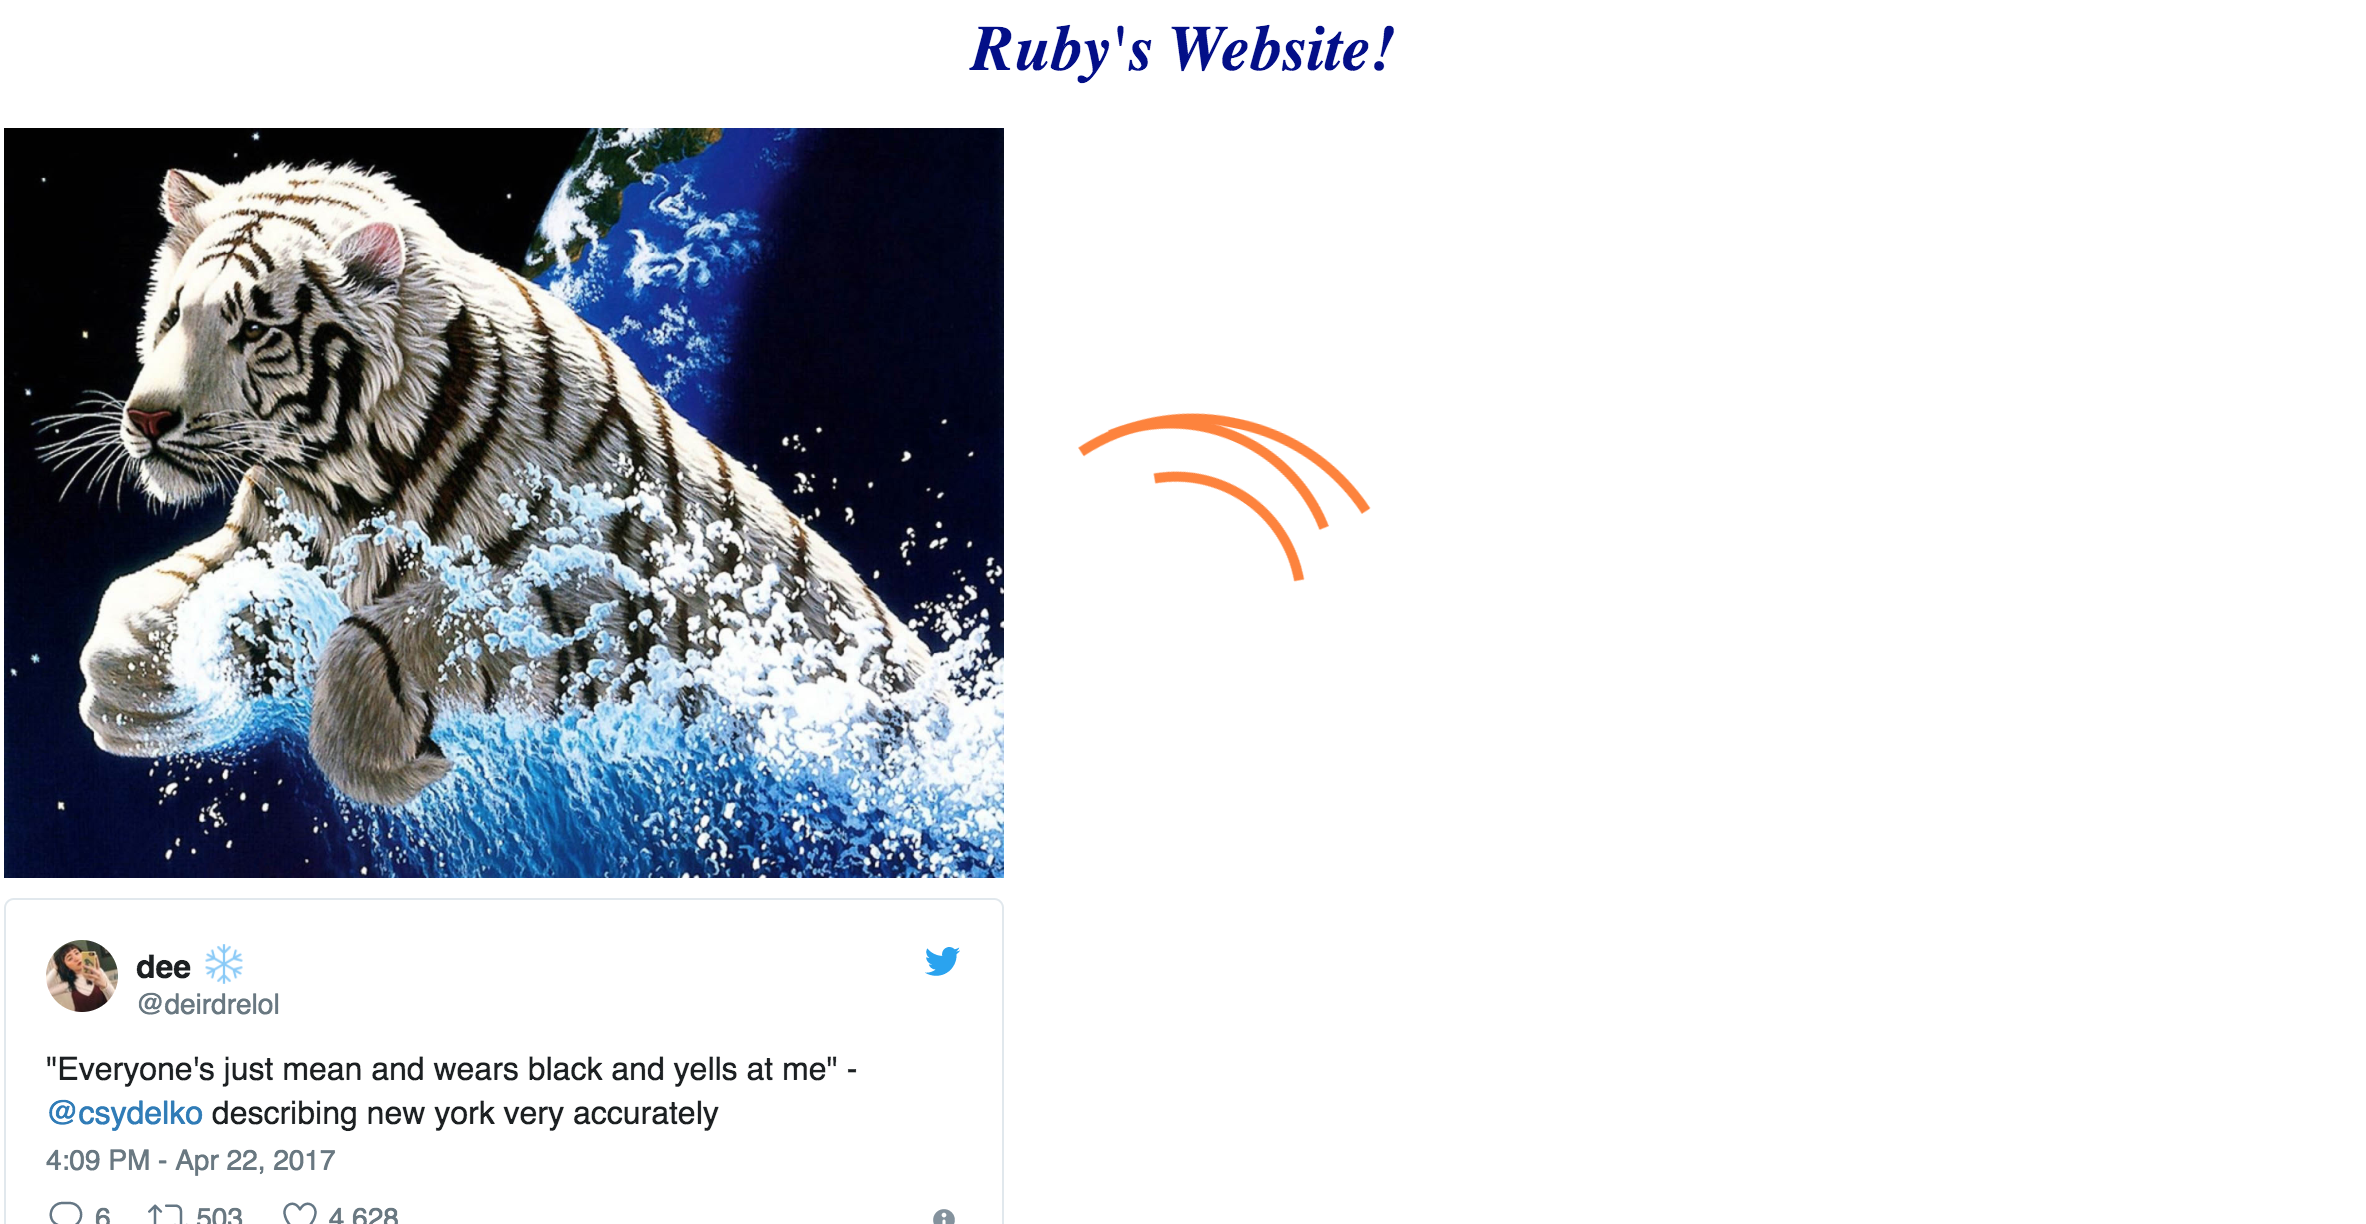 Ruby's Website!
dee ❄
@deirdrelol
"Everyone's just mean and wears black and yells at me" -
@csydelko describing new york very accurately
4:09 PM - Apr 22, 2017
6 503 4,628